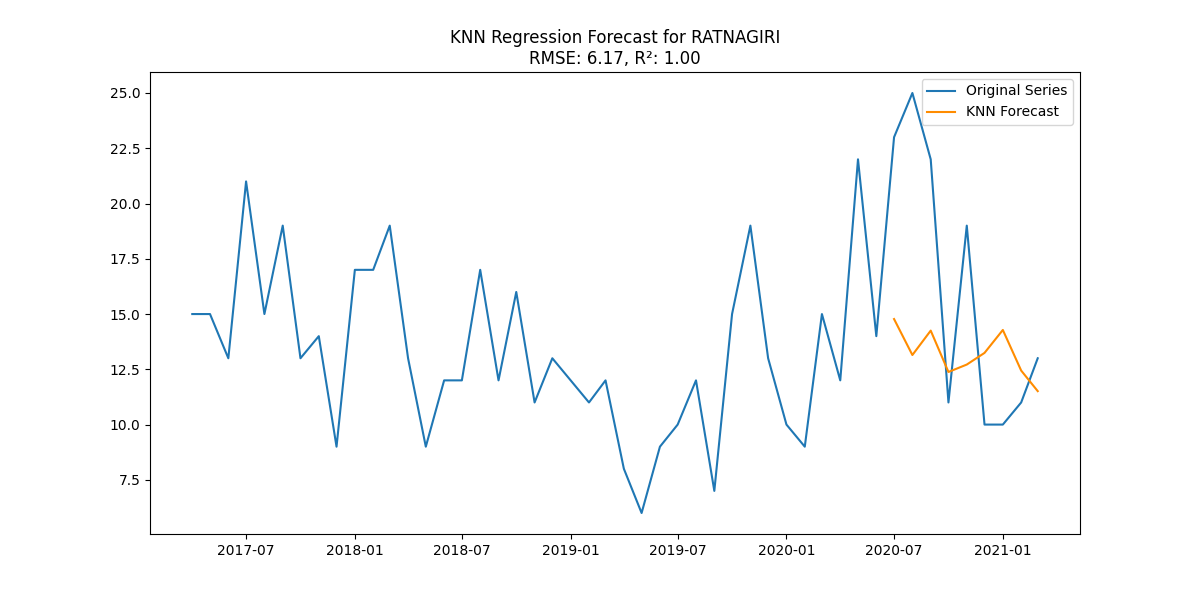 KNN Regression Forecast for RATNAGIRI
RMSE: 6.17, R²: 1.00
Original Series
KNN Forecast
25.0
22.5
20.0
17.5
15.0
12.5
10.0
7.5
2017-07 2018-01 2018-07 2019-01 2019-07 2020-01 2020-07 2021-01